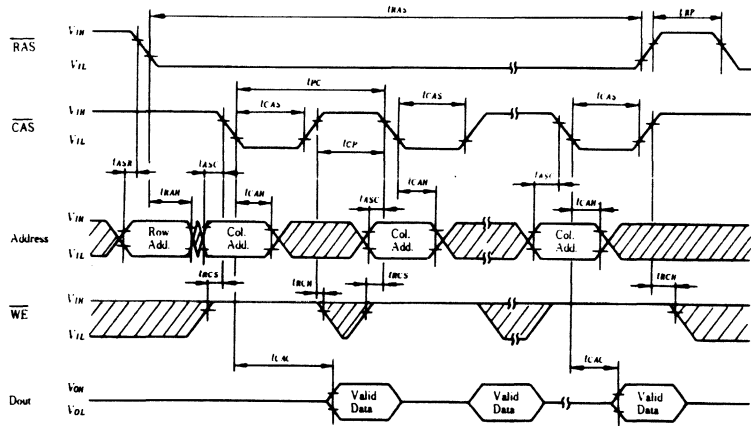 tRAS
tRP
RAS
VIH
VIL
tPC
tCAS
tCAS
tCAS
CAS
VIH
VIL
tCP
tASR
tASC
tRAH
tCAH
tASC
tCAH
tASC
tCAH
Address
VIH
VIL
Row Add.
Col. Add.
Col. Add.
Col. Add.
tRCS
tRCH
tRCS
tRCH
WE
VIH
VIL
tCAC
tCAC
Dout
VOH
VOL
Valid Data
Valid Data
Valid Data